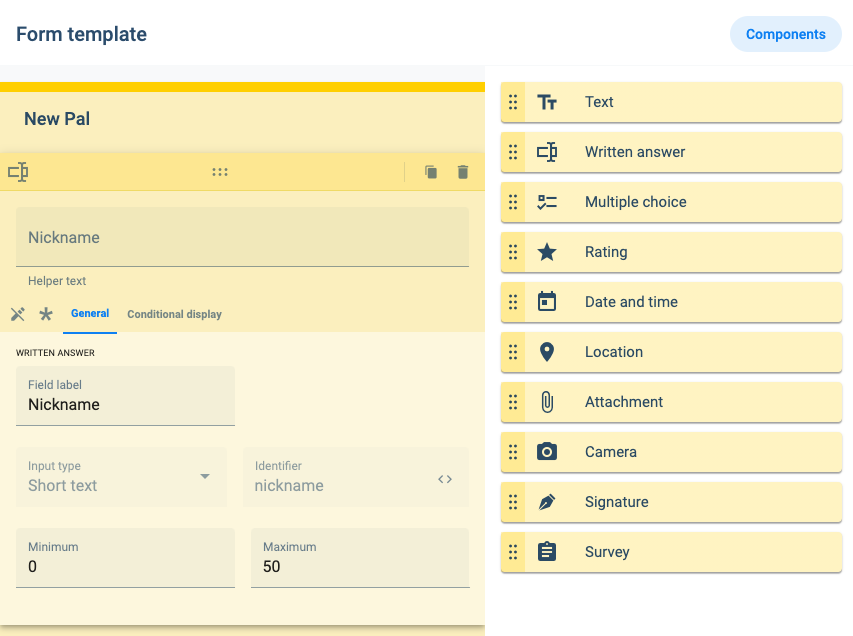 Form template
Components
New Pal
Nickname
Helper text
General
Conditional display
WRITTEN ANSWER
Field label
Nickname
Input type
Short text
Identifier
nickname
Minimum
0
Maximum
50
Text
Written answer
Multiple choice
Rating
Date and time
Location
Attachment
Camera
Signature
Survey